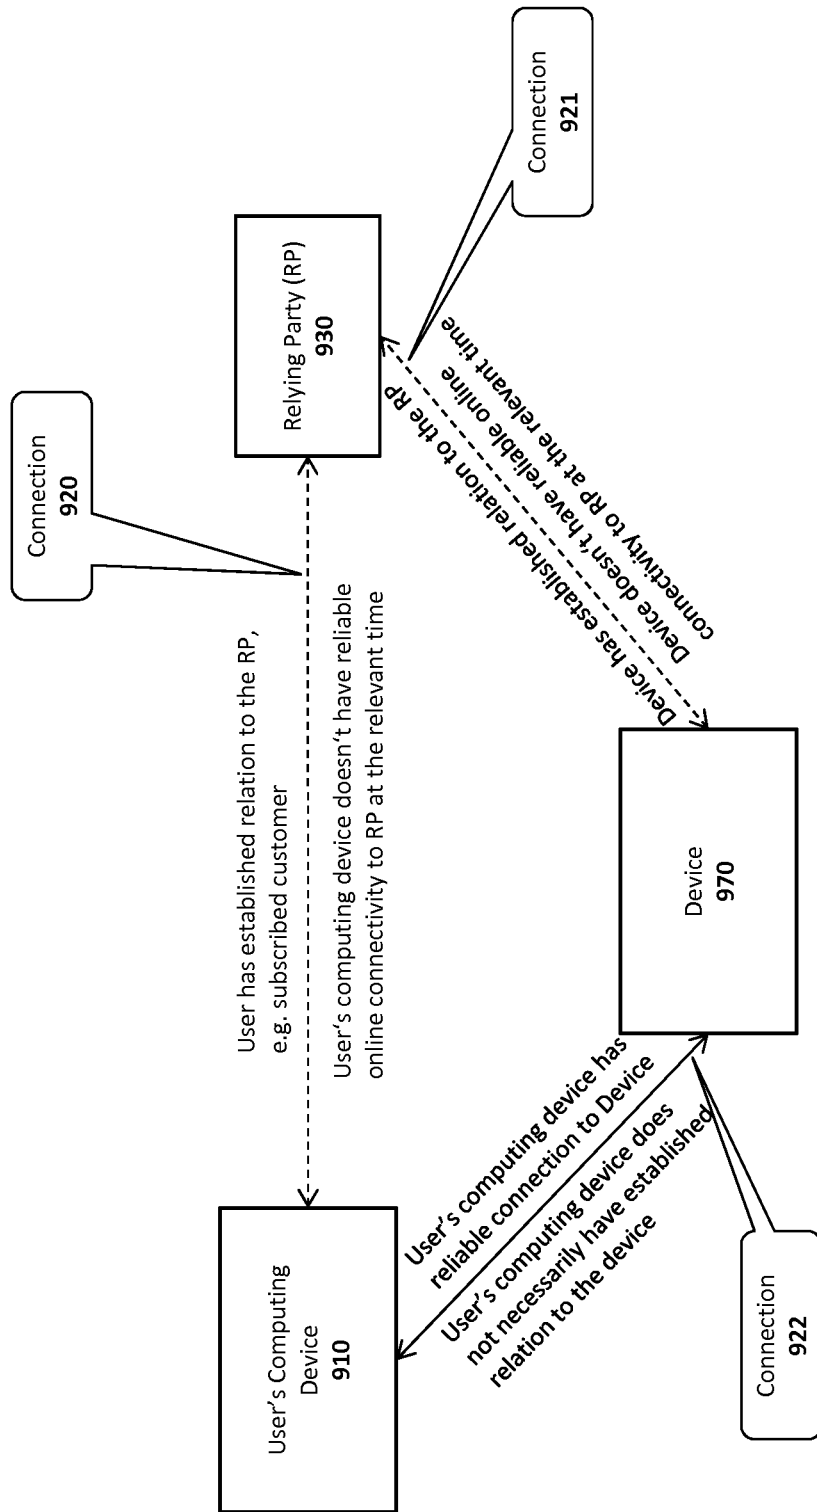 Connection
920
User has established relation to the RP,
e.g. subscribed customer
User's Computing
Device
910
Relying Party (RP)
930
User‘s computing device doesn‘t have reliable
online connectivity to RP at the relevant time
Connection
921
Device has established relation to the RP
Device doesn‘t have reliable online
connectivity to RP at the relevant time
User’s computing device has
reliable connection to Device
User’s computing device does
not necessarily have established
relation to the device
Device
970
Connection
922